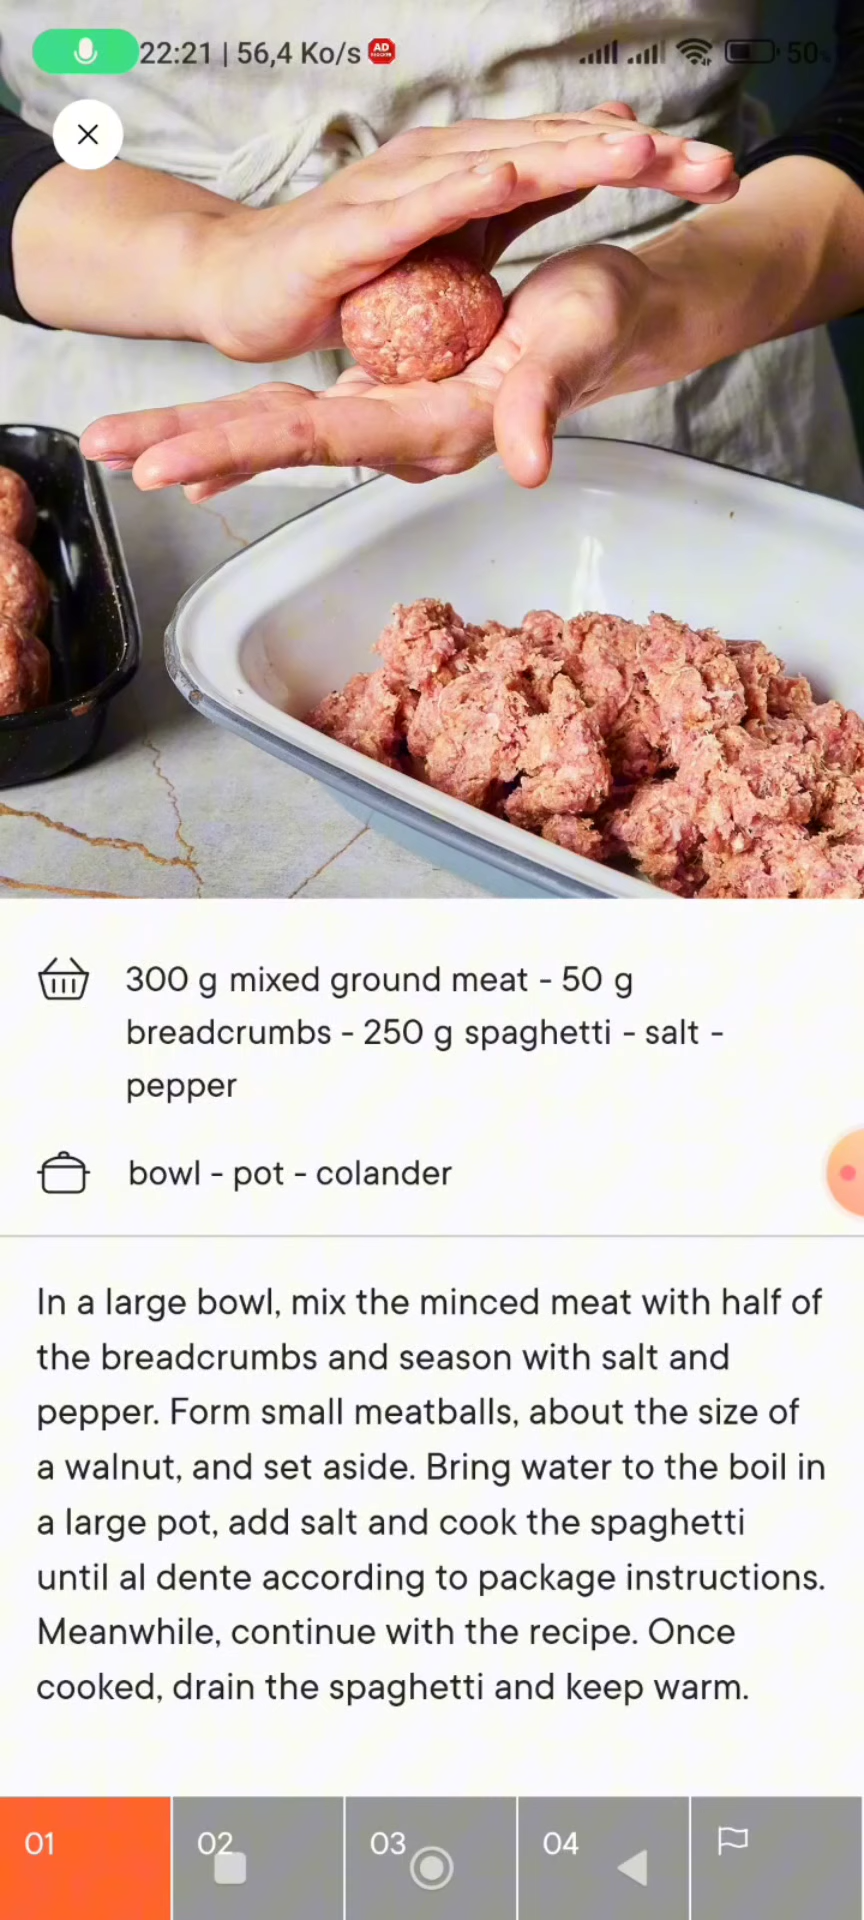 22:21 | 56,4 Ko/s AD
50
300 g mixed ground meat - 50 g
breadcrumbs - 250 g spaghetti - salt -
pepper
bowl - pot - colander
In a large bowl, mix the minced meat with half of
the breadcrumbs and season with salt and
pepper. Form small meatballs, about the size of
a walnut, and set aside. Bring water to the boil in
a large pot, add salt and cook the spaghetti
until al dente according to package instructions.
Meanwhile, continue with the recipe. Once
cooked, drain the spaghetti and keep warm.
01 02 03 04